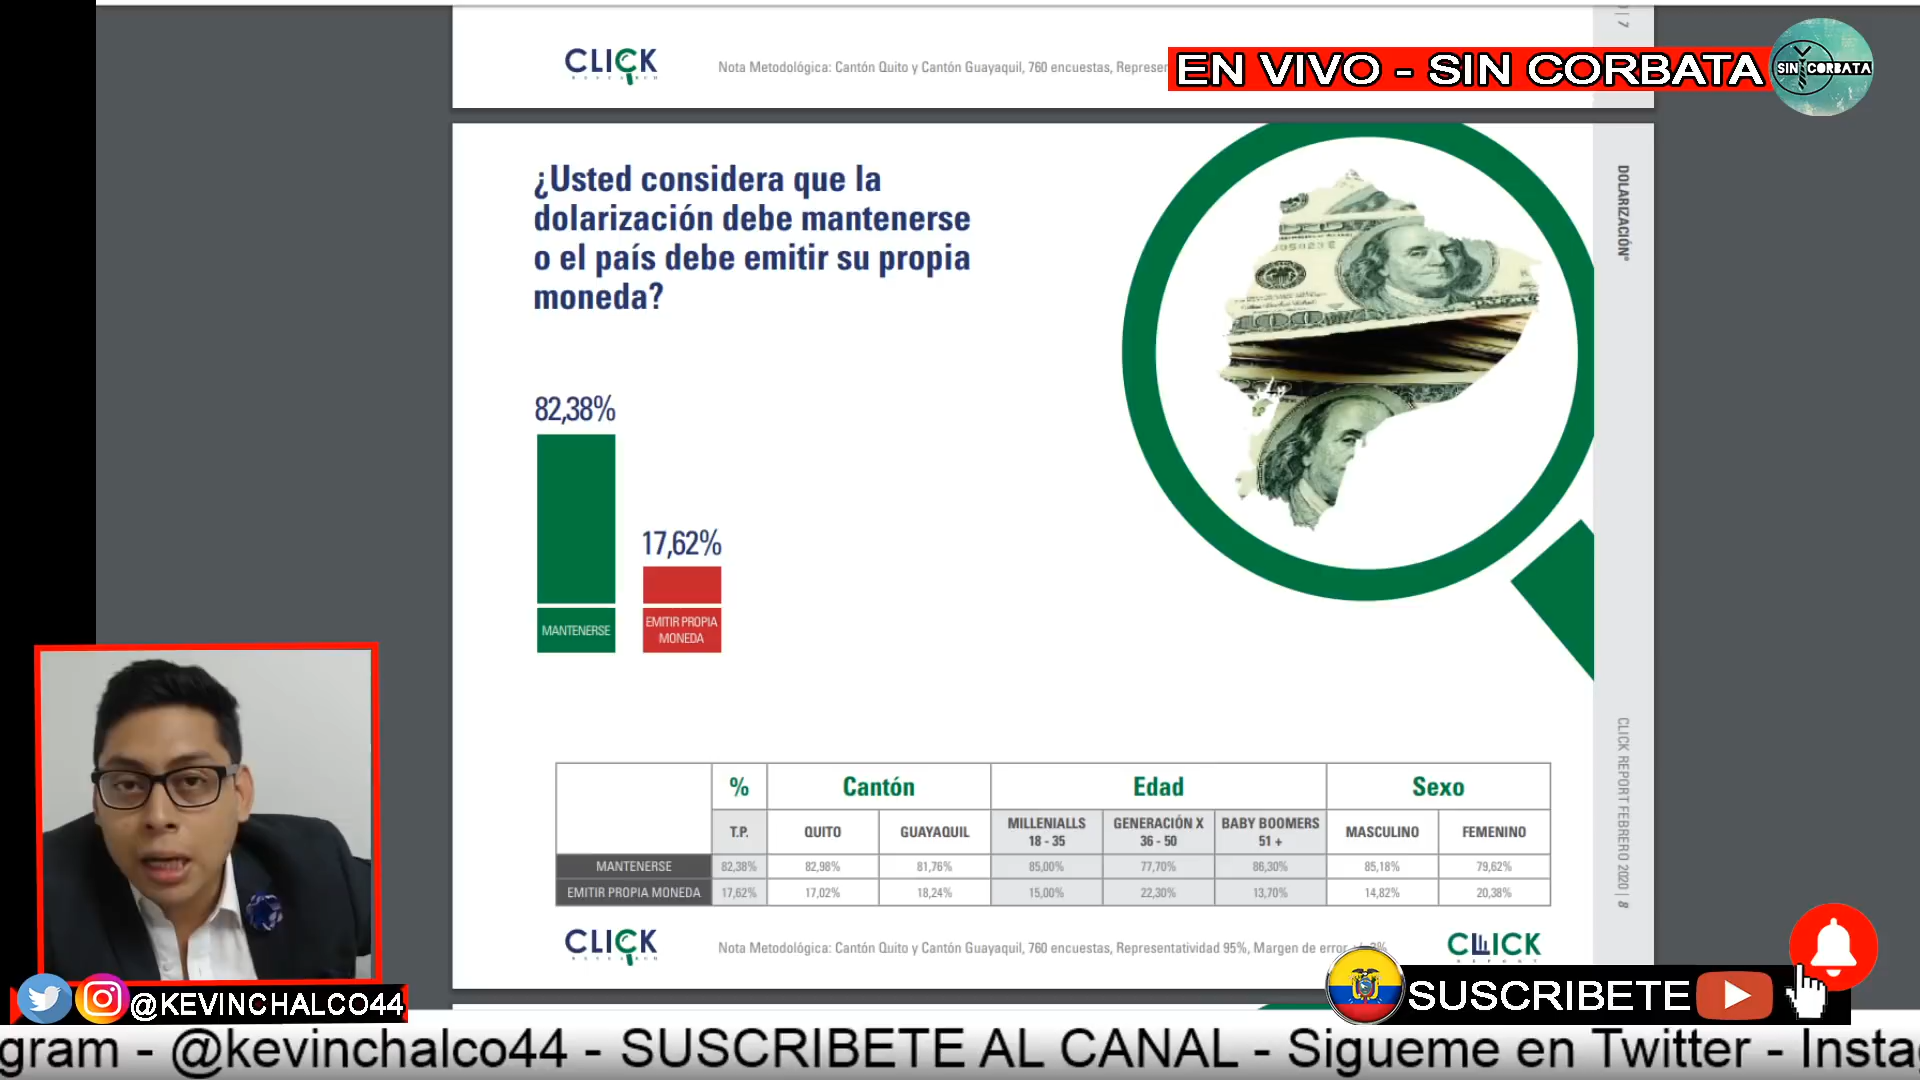 | 7
CLICK
RESEARCH
Nota Metodológica: Cantón Quito y Cantón Guayaquil, 760 encuestas, Represer
EN VIVO - SIN CORBATA
SIN CORBATA
¿Usted considera que la
dolarización debe mantenerse
o el país debe emitir su propia
moneda?
DOLARIZACIÓN
82,38%
17,62%
MANTENERSE
EMITIR PROPIA
MONEDA
CLICK REPORT FEBRERO 2020 | 8
% Cantón Edad Sexo
T.P. QUITO GUAYAQUIL MILLENIALLS 18 - 35 GENERACIÓN X 36 - 50 BABY BOOMERS 51 + MASCULINO FEMENINO
MANTENERSE 82,38% 82,98% 81,76% 85,00% 77,70% 86,30% 85,18% 79,62%
EMITIR PROPIA MONEDA 17,62% 17,02% 18,24% 15,00% 22,30% 13,70% 14,82% 20,38%
CLICK
RESEARCH
Nota Metodológica: Cantón Quito y Cantón Guayaquil, 760 encuestas, Representatividad 95%, Margen de error
CLICK
REPORT
@KEVINCHALCO44
SUSCRIBETE
gram - @kevinchalco44 - SUSCRIBETE AL CANAL - Sigueme en Twitter - Insta